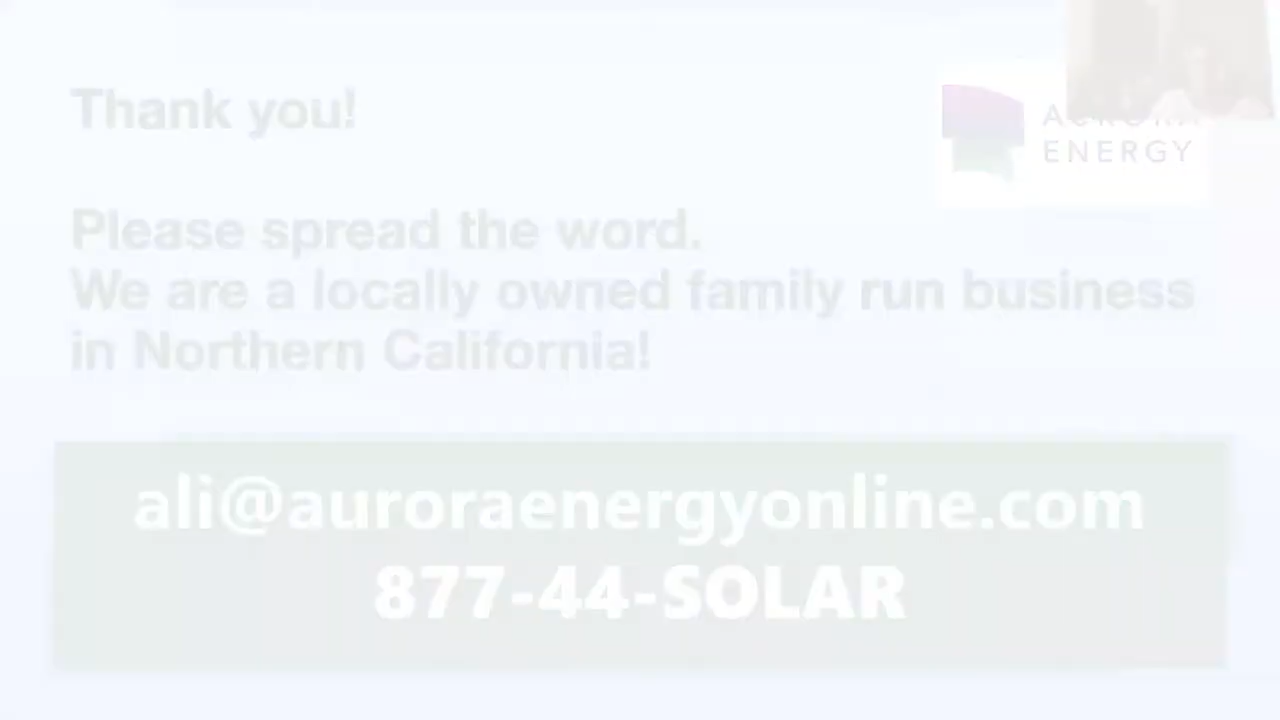 Thank you!
AURORA
ENERGY
Please spread the word.
We are a locally owned family run business
in Northern California!
ali@auroraenergyonline.com
877-44-SOLAR